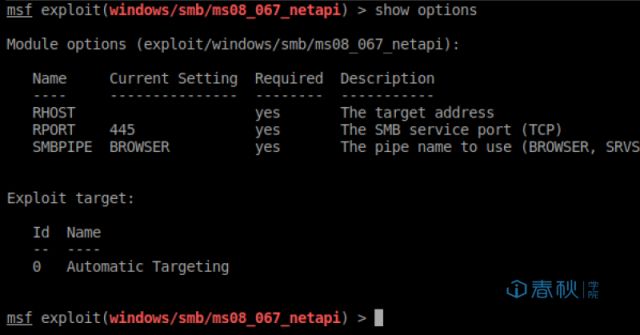 msf exploit(windows/smb/ms08_067_netapi) > show options
Module options (exploit/windows/smb/ms08_067_netapi):
Name Current Setting Required Description
---- --------------- -------- -----------
RHOST yes The target address
RPORT 445 yes The SMB service port (TCP)
SMBPIPE BROWSER yes The pipe name to use (BROWSER, SRVS
Exploit target:
Id Name
-- ----
0 Automatic Targeting
春秋学院
msf exploit(windows/smb/ms08_067_netapi) >